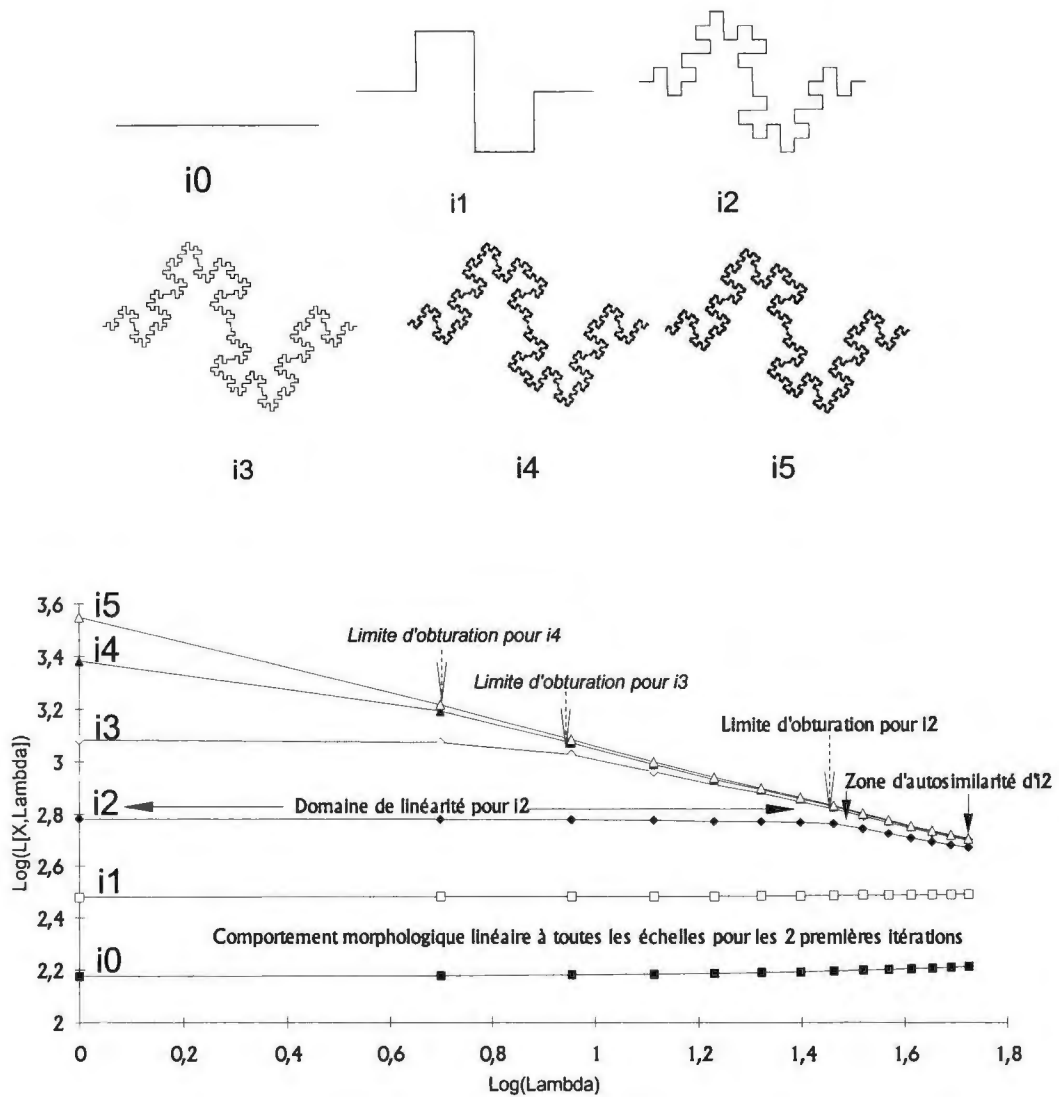 i0
i1
i2
i3
i4
i5
3,6
3,4
3,2
3
2,8
2,6
2,4
2,2
2
Log(L[X,Lambda])
i5
i4
i3
i2
i1
i0
Limite d'obturation pour i4
Limite d'obturation pour i3
Limite d'obturation pour i2
Zone d'autosimilarité d'i2
Domaine de linéarité pour i2
Comportement morphologique linéaire à toutes les échelles pour les 2 premières itérations
0 0,2 0,4 0,6 0,8 1 1,2 1,4 1,6 1,8
Log(Lambda)